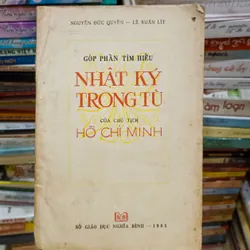 NGUYỄN ĐỨC QUYỀN – LÊ XUÂN LÍT
GÓP PHẦN TÌM HIỂU
NHẬT KÝ
TRONG TÙ
CỦA CHỦ TỊCH
HỒ CHÍ MINH
SỞ GIÁO DỤC NGHĨA BÌNH –